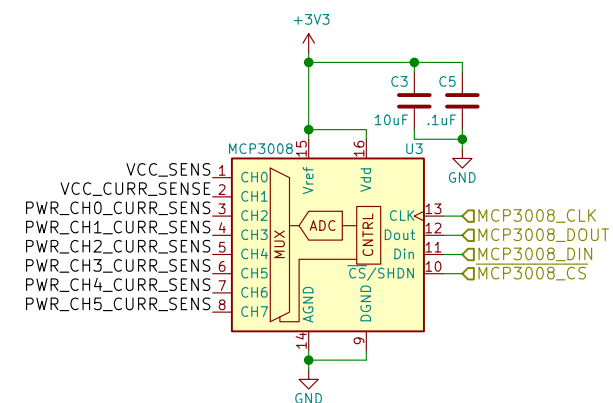 +3V3
C3
C5
10uF
.1uF
GND
MCP3008
15
16
U3
Vref
Vdd
VCC_SENS 1 CH0
VCC_CURR_SENSE 2 CH1
PWR_CH0_CURR_SENS 3 CH2
PWR_CH1_CURR_SENS 4 CH3
PWR_CH2_CURR_SENS 5 CH4
PWR_CH3_CURR_SENS 6 CH5
PWR_CH4_CURR_SENS 7 CH6
PWR_CH5_CURR_SENS 8 CH7
MUX
ADC
CNTRL
CLK 13 MCP3008_CLK
Dout 12 MCP3008_DOUT
Din 11 MCP3008_DIN
CS/SHDN 10 MCP3008_CS
AGND
DGND
14
9
GND